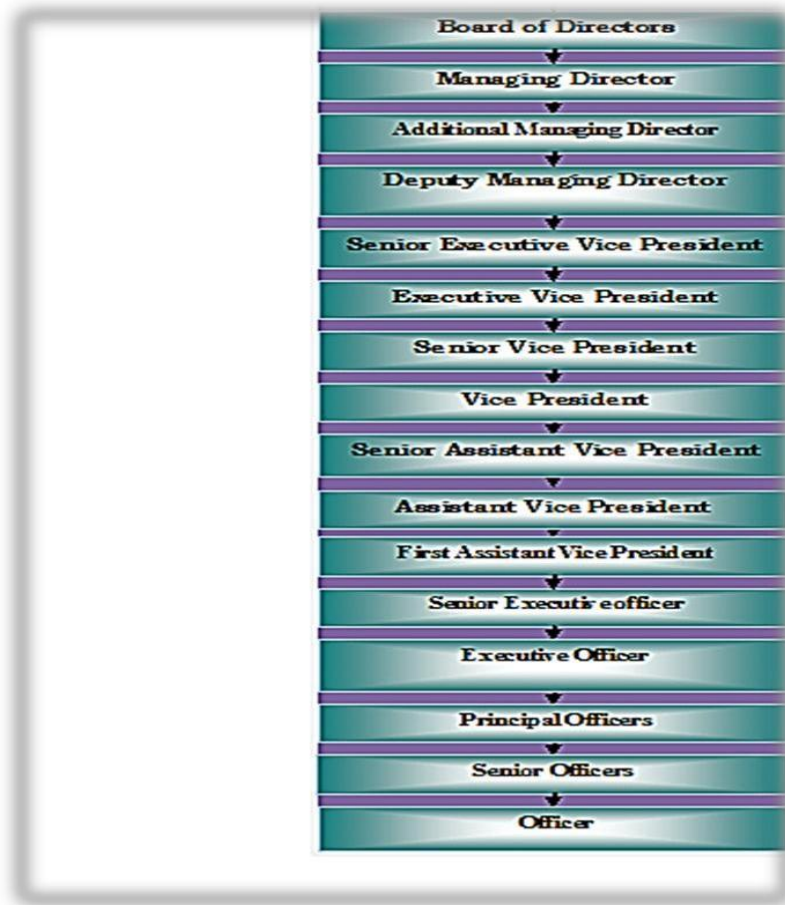 Board of Directors
Managing Director
Additional Managing Director
Deputy Managing Director
Senior Executive Vice President
Executive Vice President
Senior Vice President
Vice President
Senior Assistant Vice President
Assistant Vice President
First Assistant Vice President
Senior Executive officer
Executive Officer
Principal Officers
Senior Officers
Officer